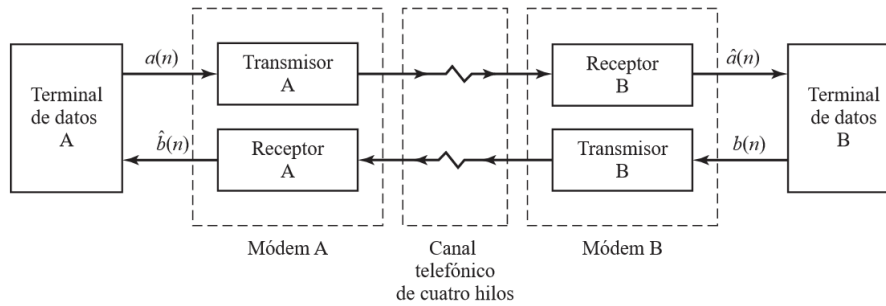 a(n)
Transmisor
A
Receptor
B
â(n)
Terminal
de datos
A
Terminal
de datos
B
b̂(n)
Receptor
A
Transmisor
B
b(n)
Módem A
Canal
telefónico
de cuatro hilos
Módem B